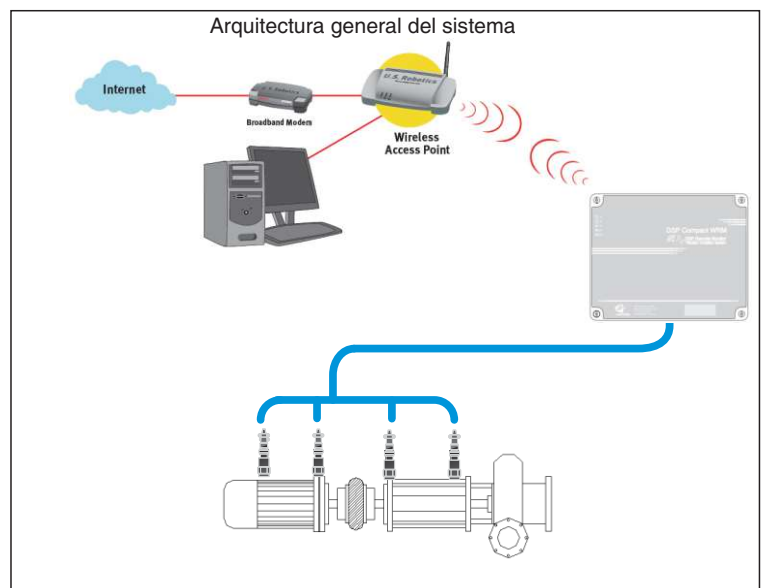 Arquitectura general del sistema
Internet
Broadband Modem
U.S. Robotics
Wireless
Access Point
DSP Compact WRM